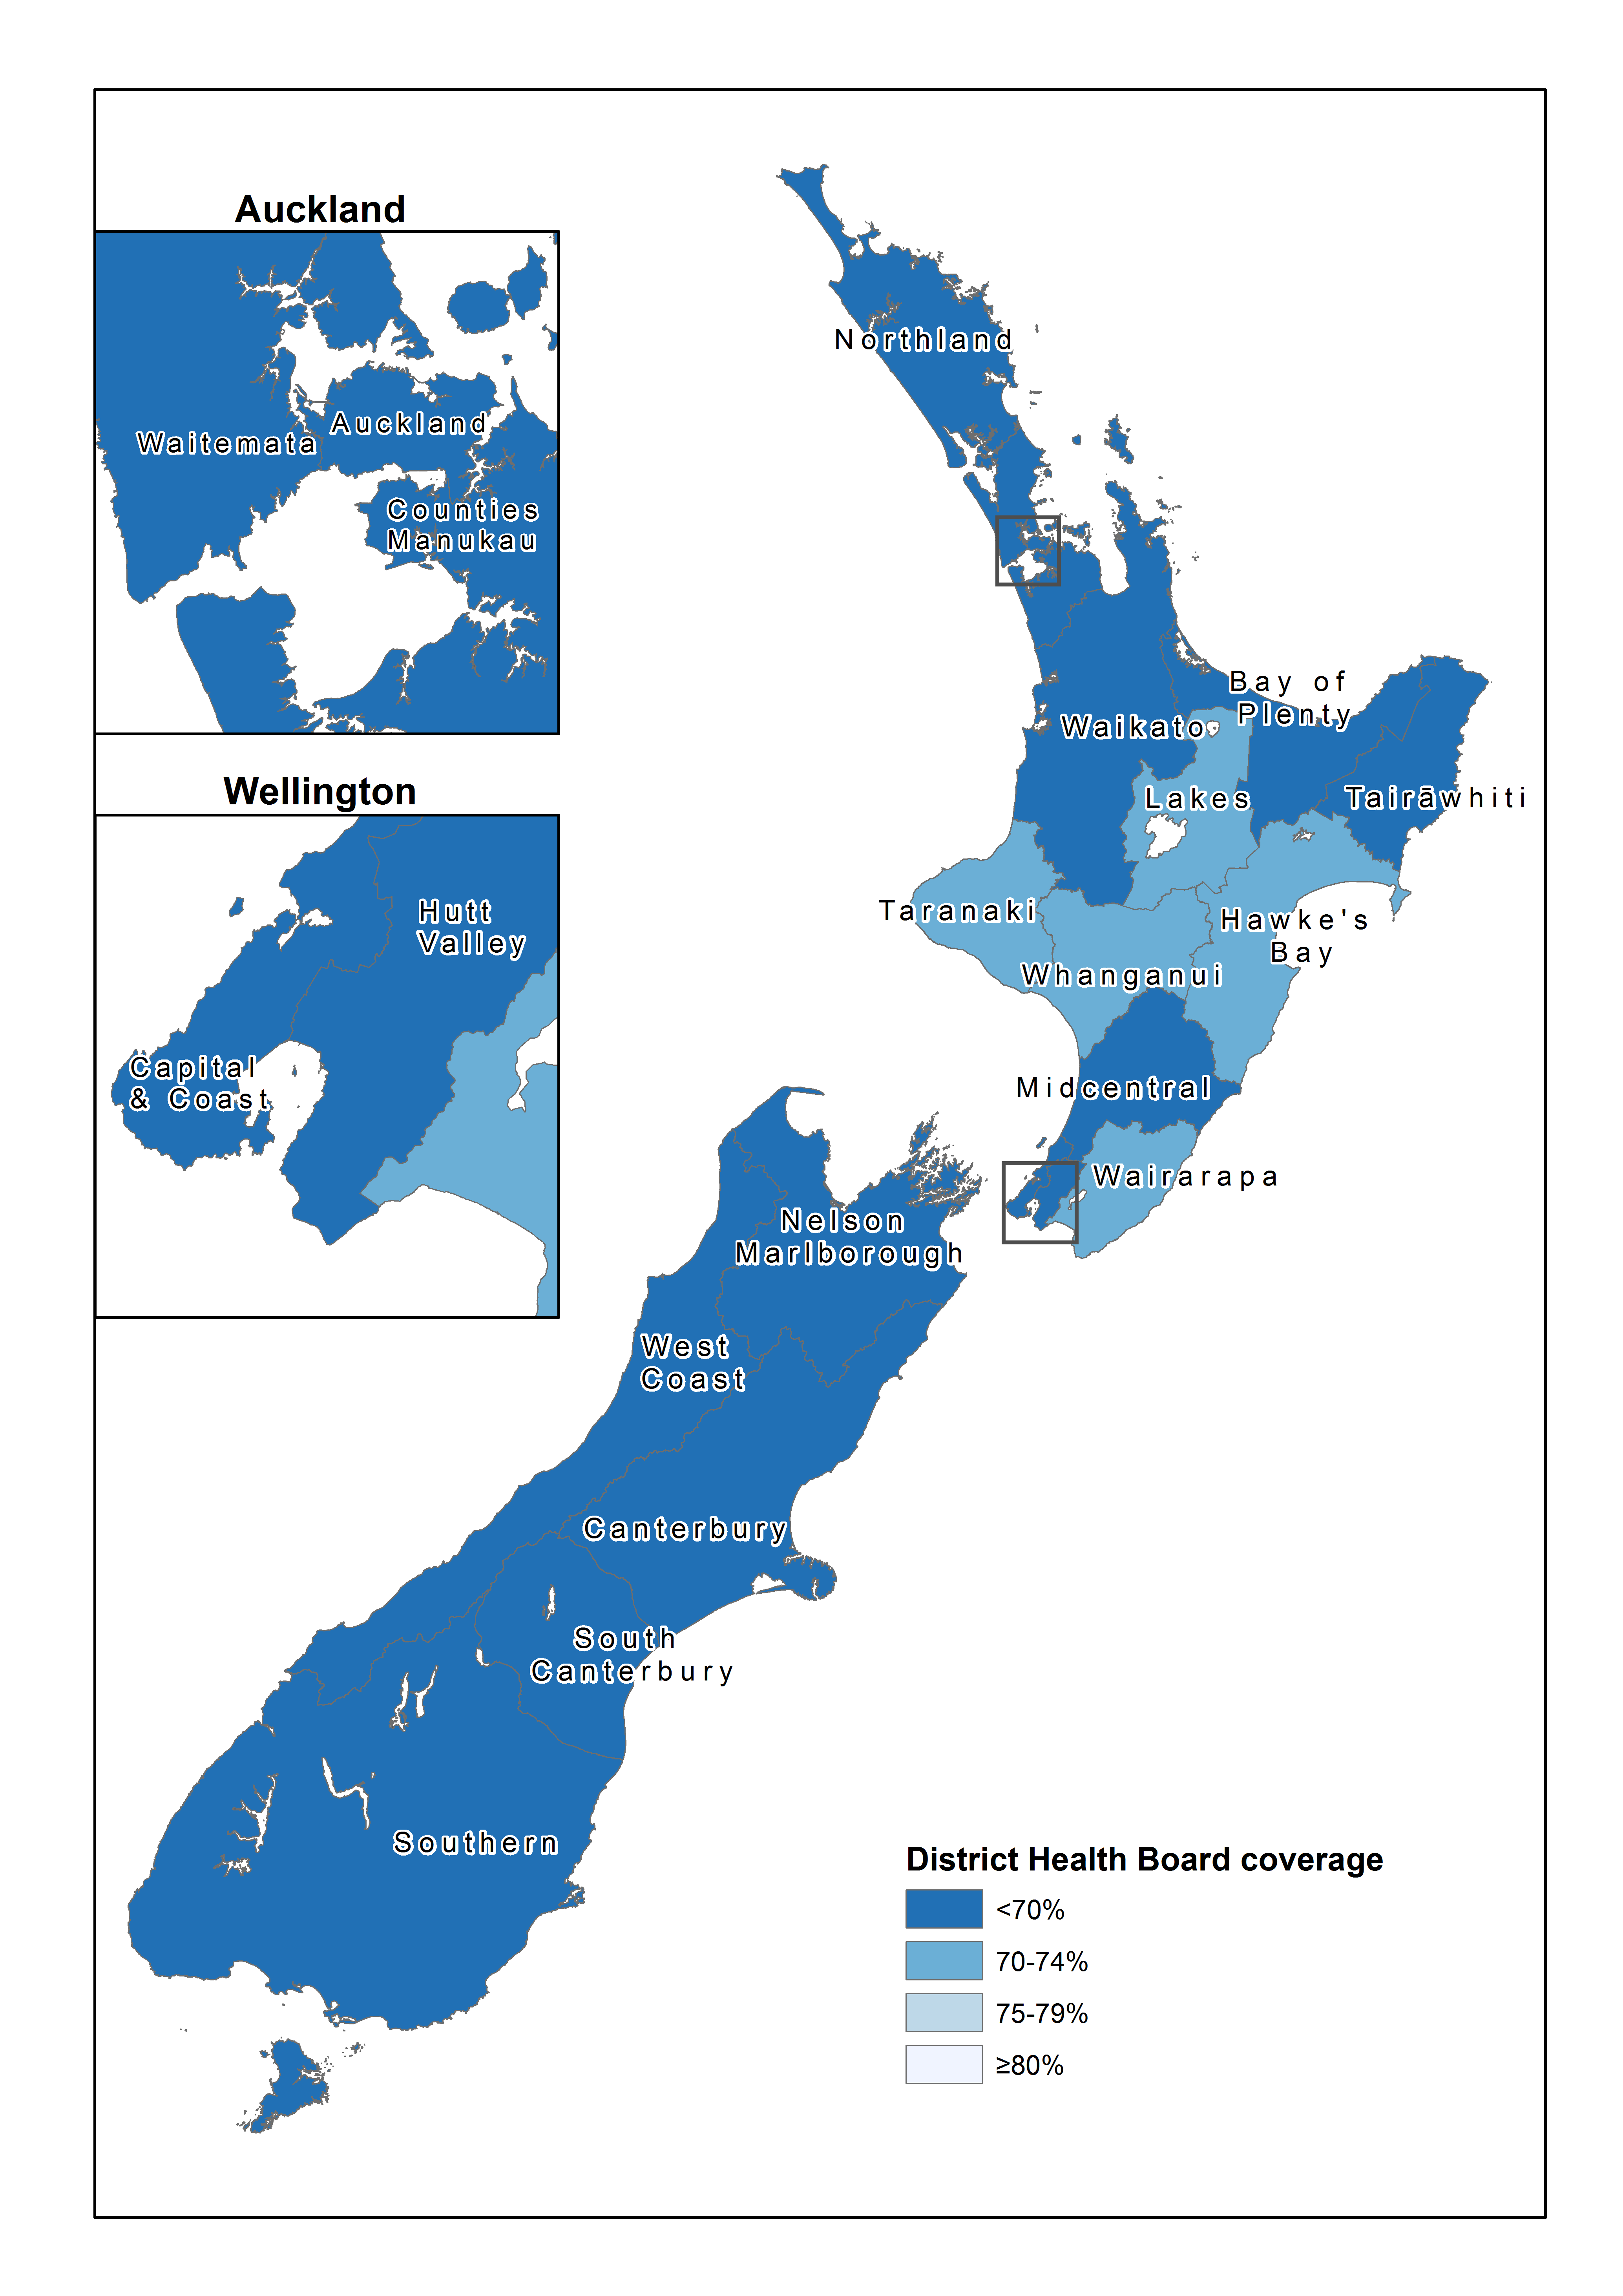 Auckland
Waitemata
Auckland
Counties
Manukau
Wellington
Hutt
Valley
Capital
& Coast
Northland
Bay of
Plenty
Waikato
Lakes
Tairāwhiti
Taranaki
Hawke's
Bay
Whanganui
Midcentral
Wairarapa
Nelson
Marlborough
West
Coast
Canterbury
South
Canterbury
Southern
District Health Board coverage
<70%
70-74%
75-79%
≥80%